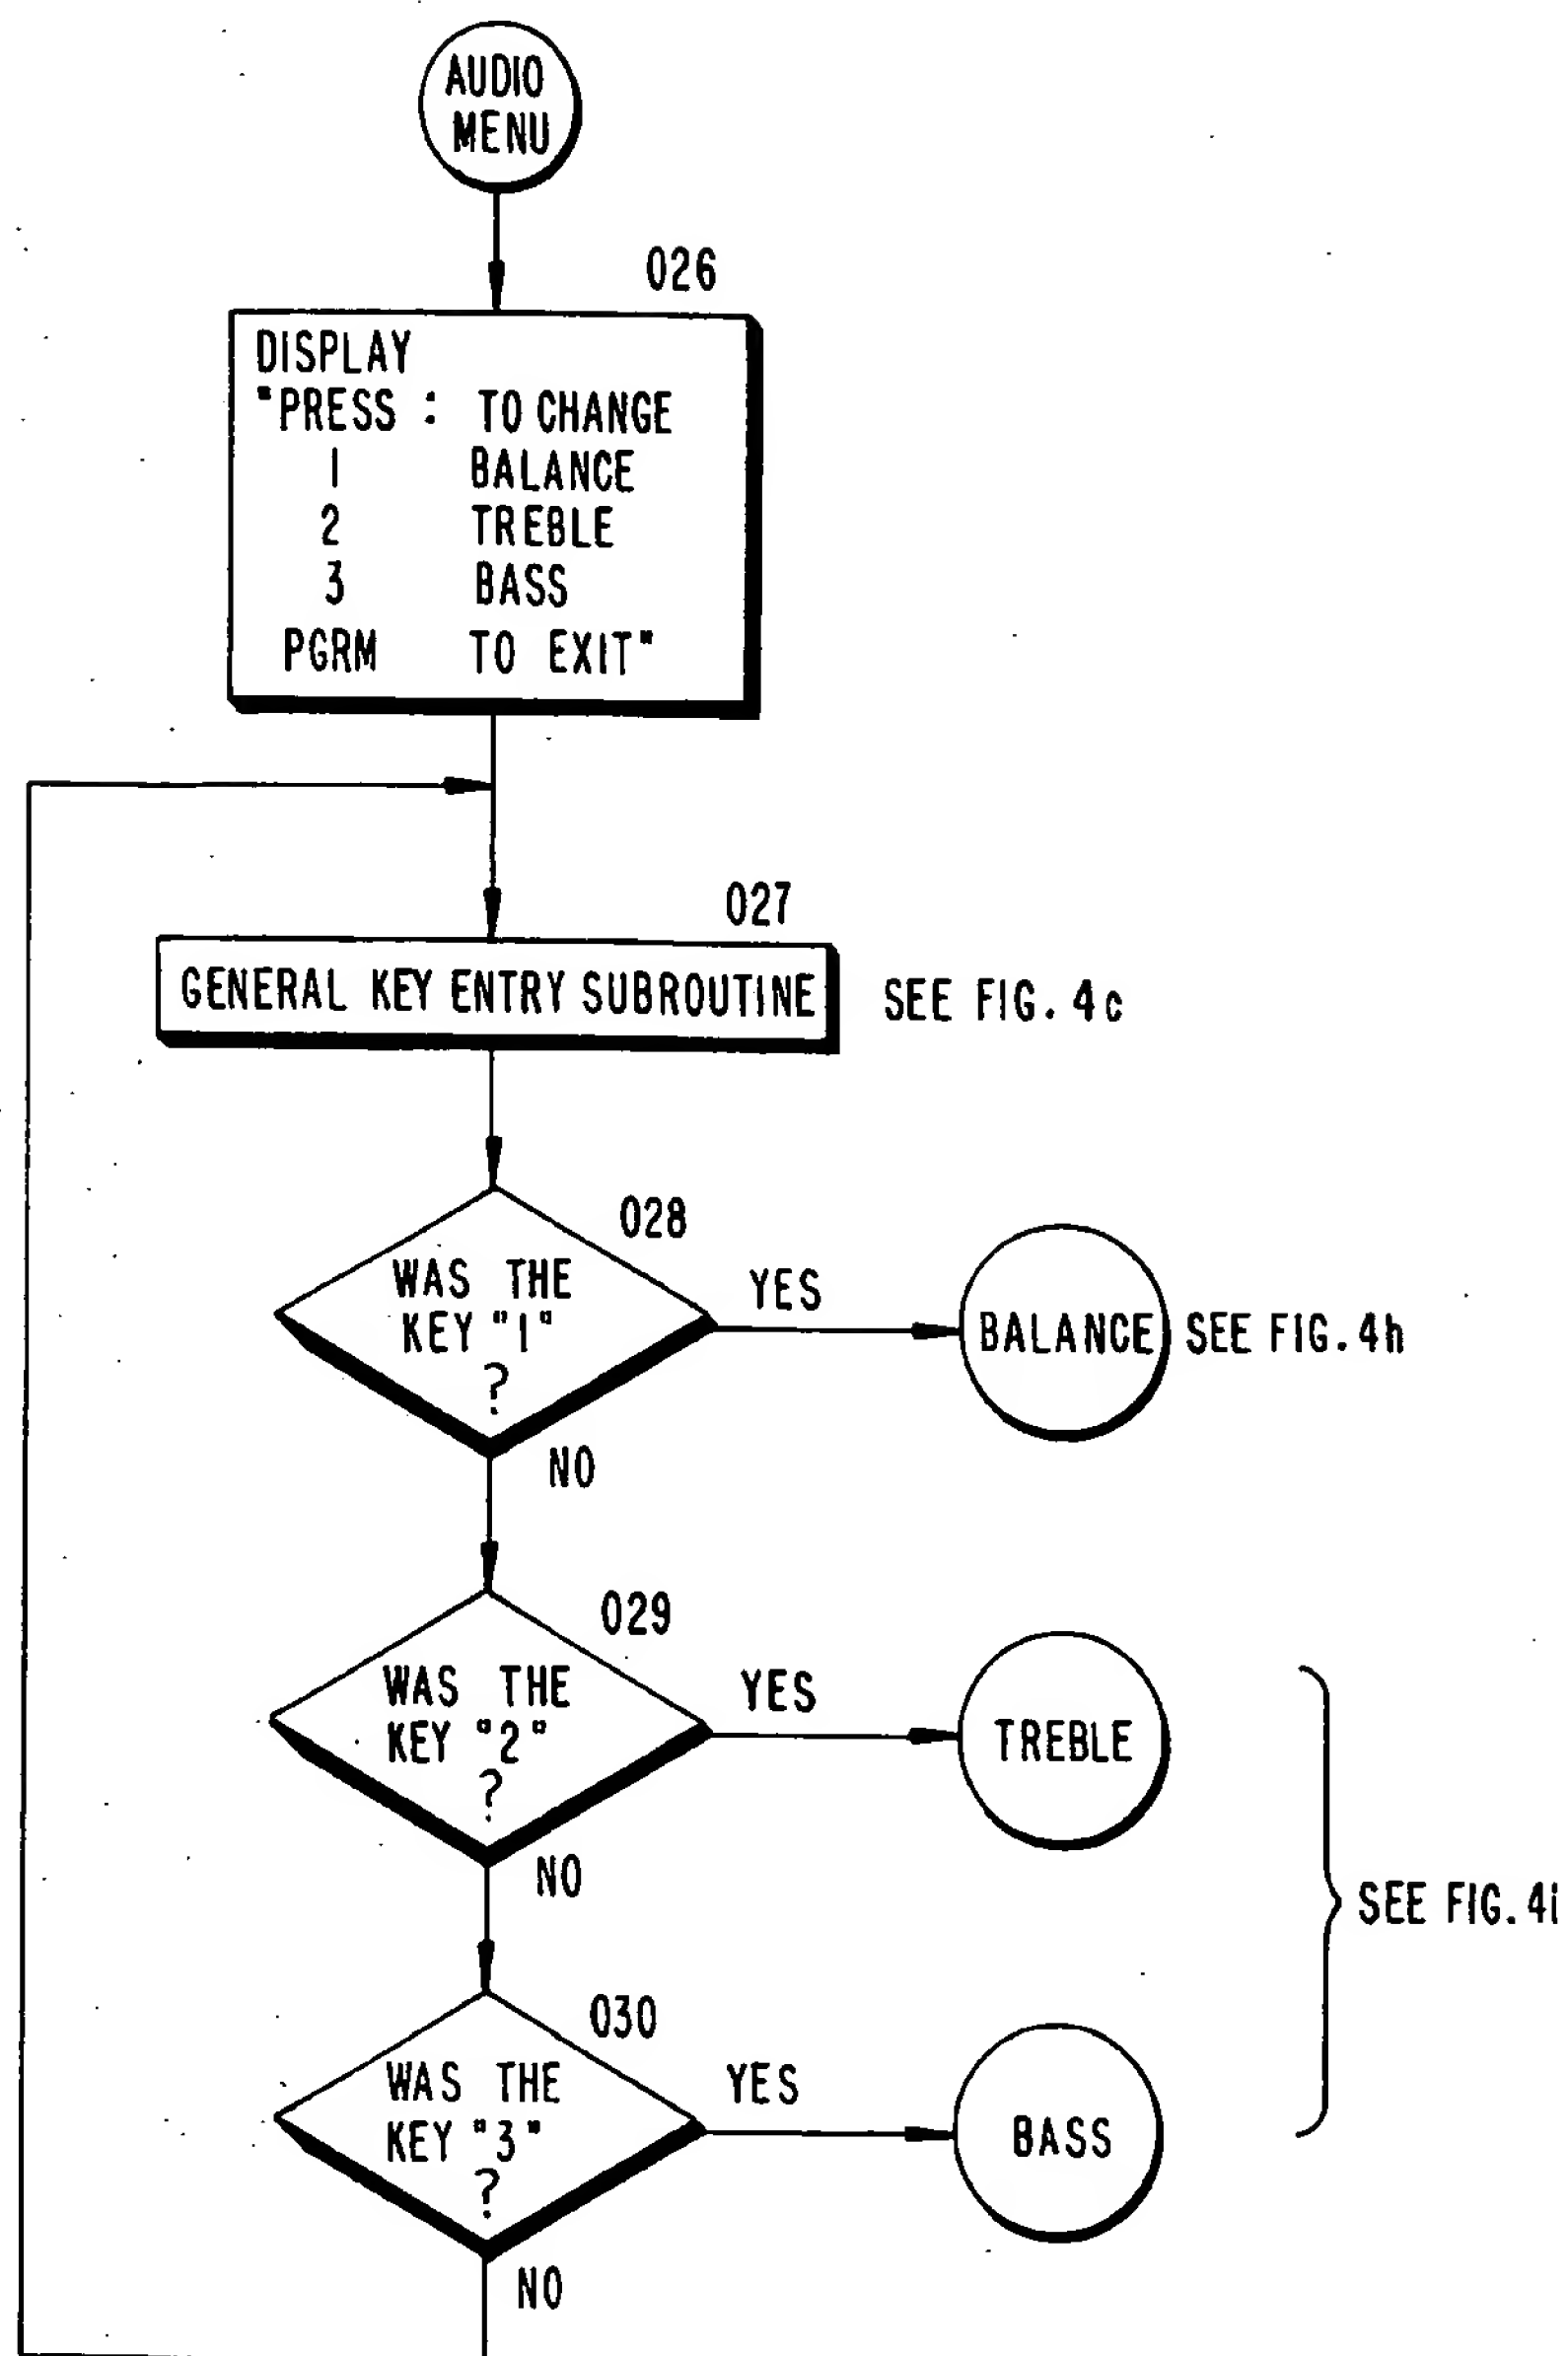 AUDIO
MENU
026
DISPLAY
"PRESS : TO CHANGE
1 BALANCE
2 TREBLE
3 BASS
PGRM TO EXIT"
027
GENERAL KEY ENTRY SUBROUTINE
SEE FIG. 4c
028
WAS THE
KEY "1"
?
YES
BALANCE
SEE FIG. 4h
NO
029
WAS THE
KEY "2"
?
YES
TREBLE
NO
SEE FIG. 4i
030
WAS THE
KEY "3"
?
YES
BASS
NO